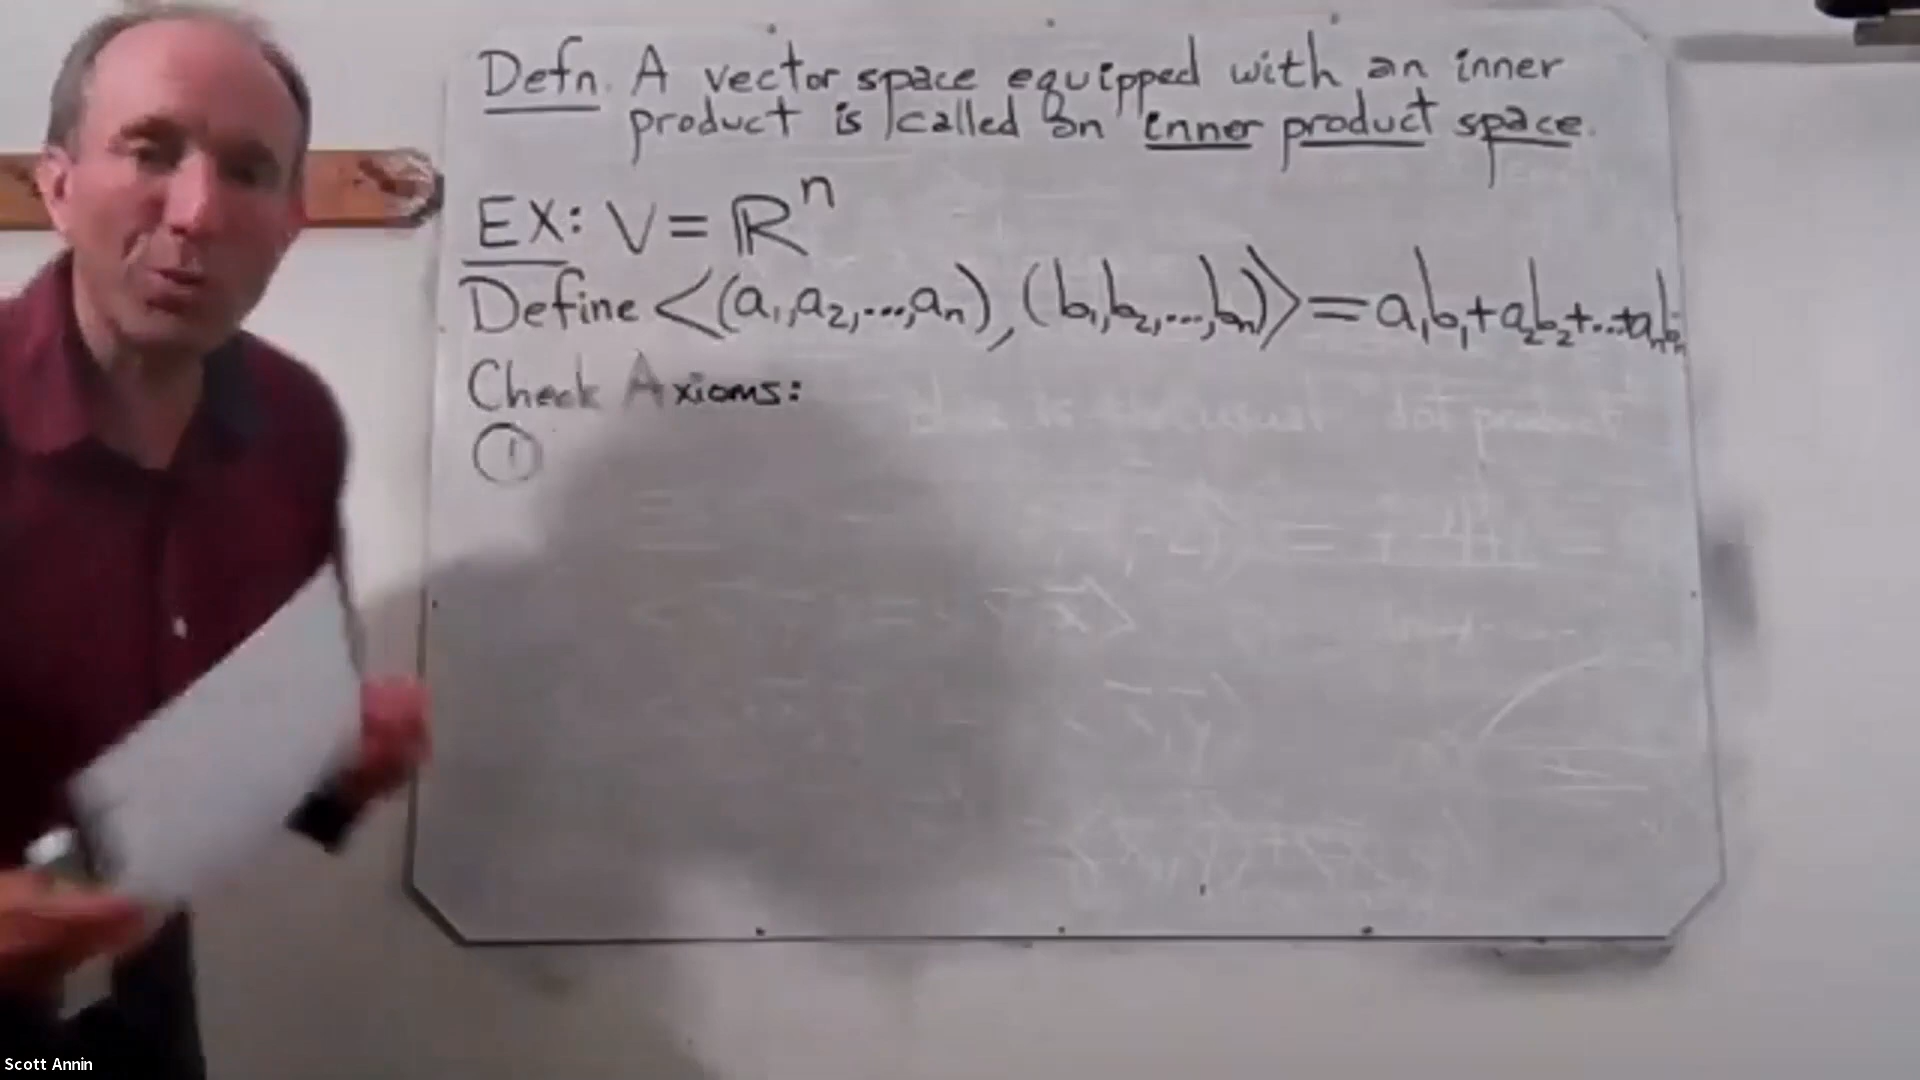 Defn. A vector space equipped with an inner
product is called an inner product space.
EX: V = ℝⁿ
Define <(a₁,a₂,...,aₙ), (b₁,b₂,...,bₙ)> = a₁b₁+a₂b₂+...+aₙbₙ
Check Axioms:
①
Scott Annin